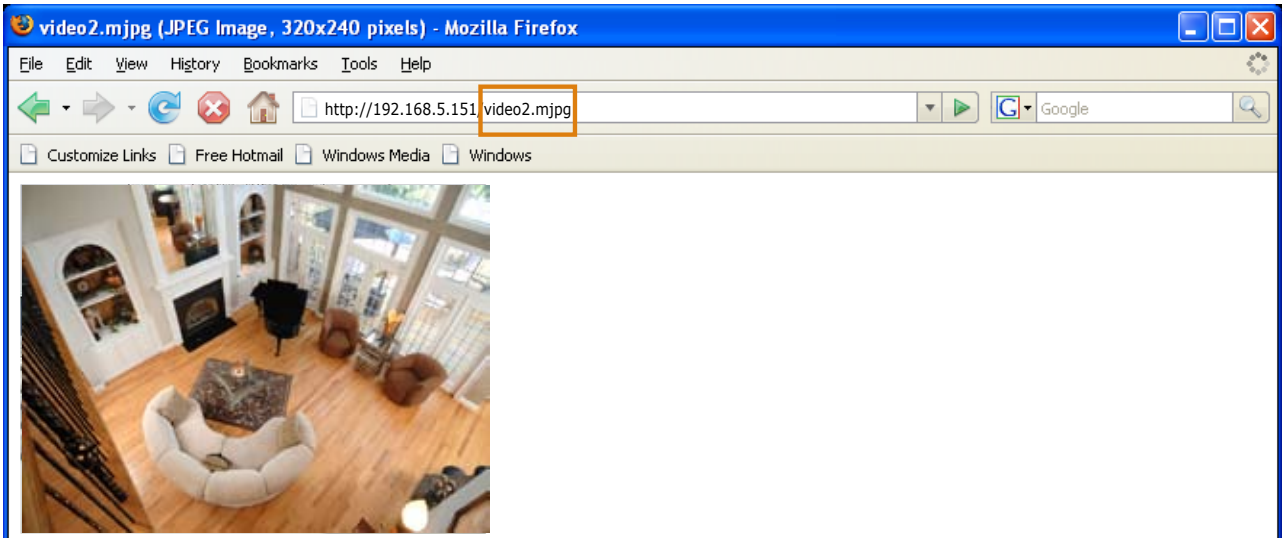 video2.mjpg (JPEG Image, 320x240 pixels) - Mozilla Firefox
File Edit View History Bookmarks Tools Help
http://192.168.5.151/video2.mjpg G Google
Customize Links Free Hotmail Windows Media Windows